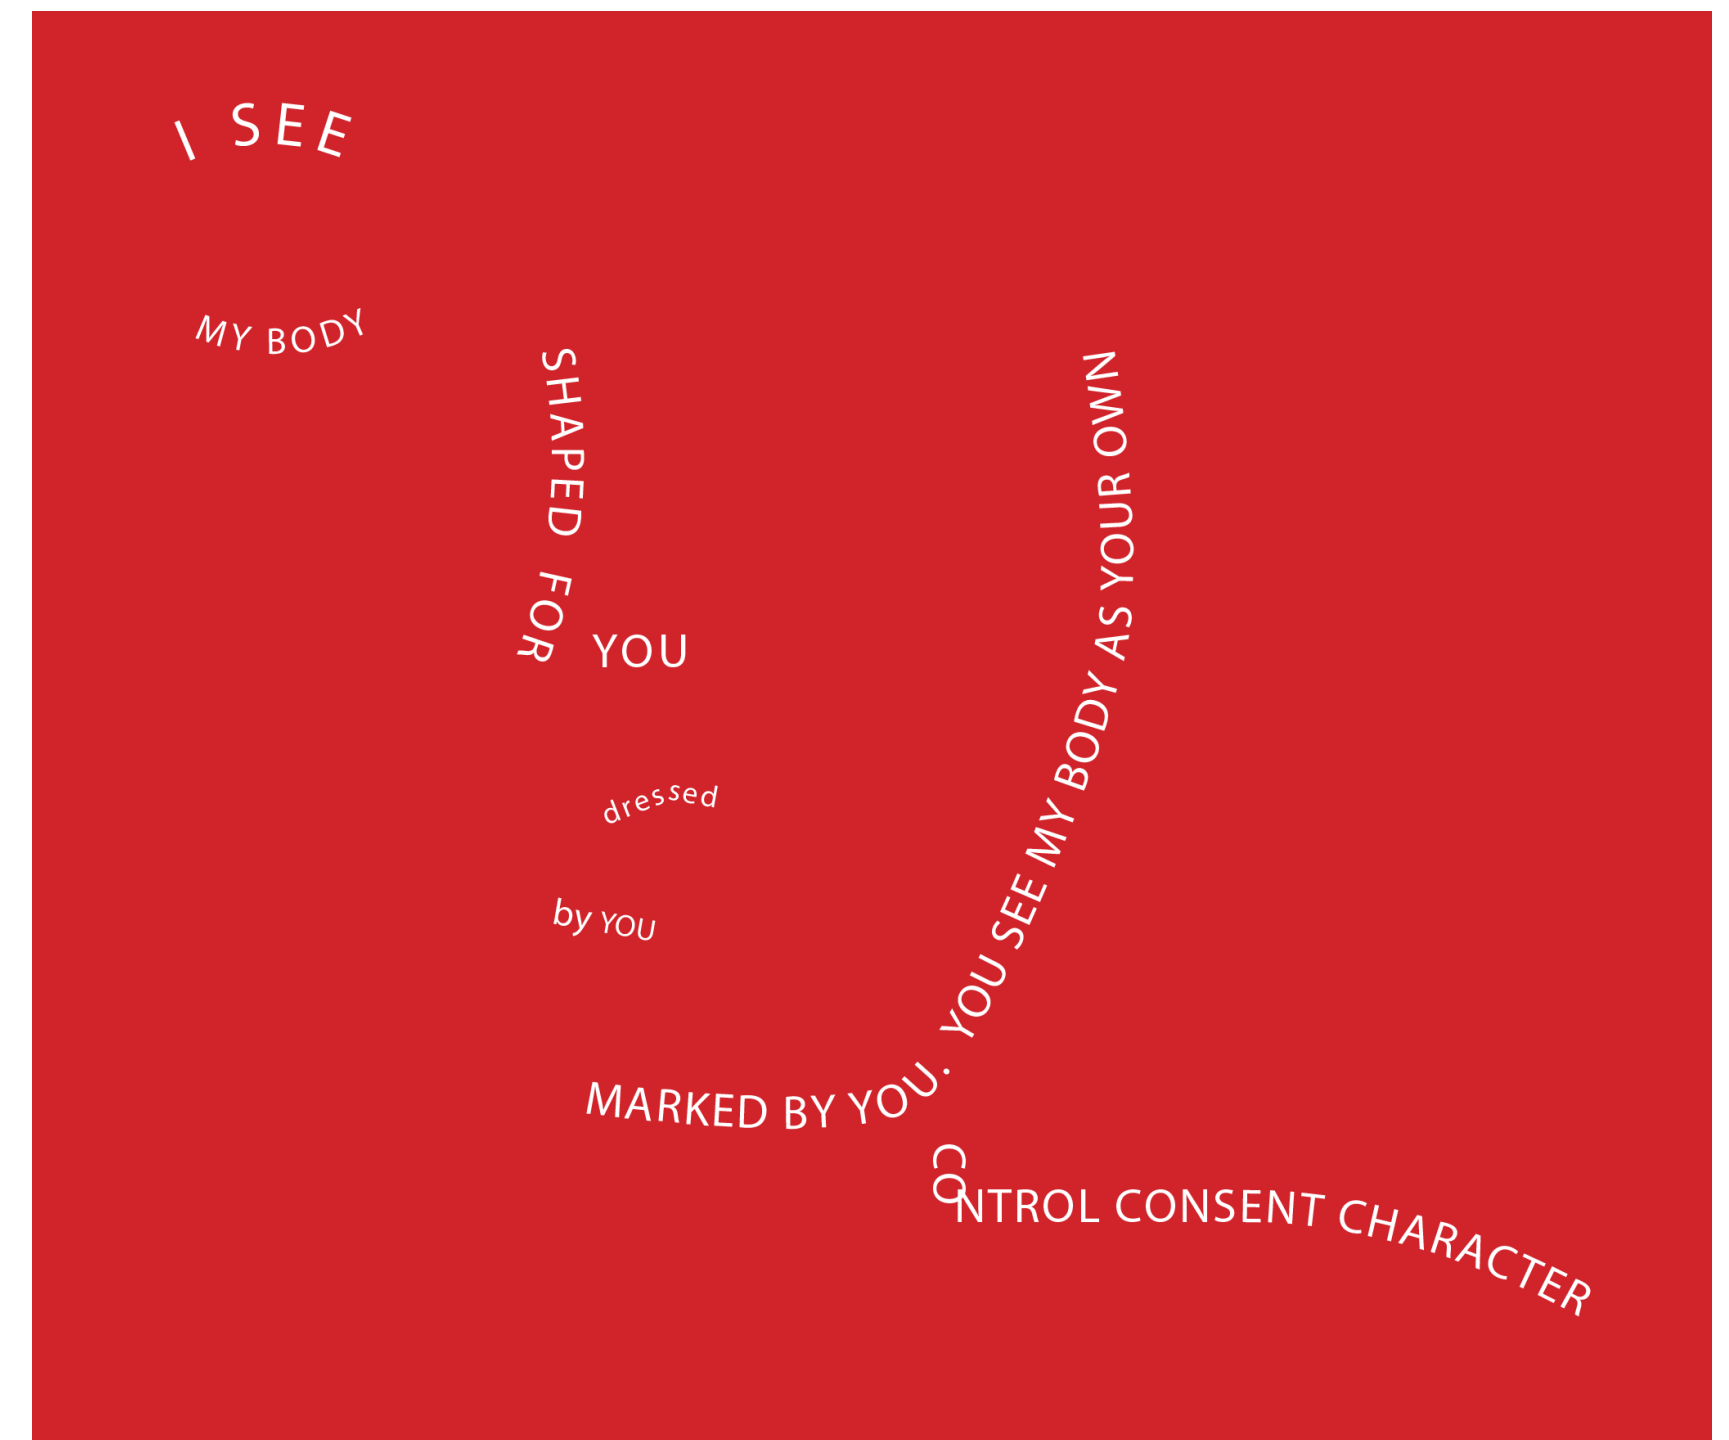 I SEE
MY BODY
SHAPED FOR
YOU
dressed
by YOU
MARKED BY YOU. YOU SEE MY BODY AS YOUR OWN
CONTROL CONSENT CHARACTER